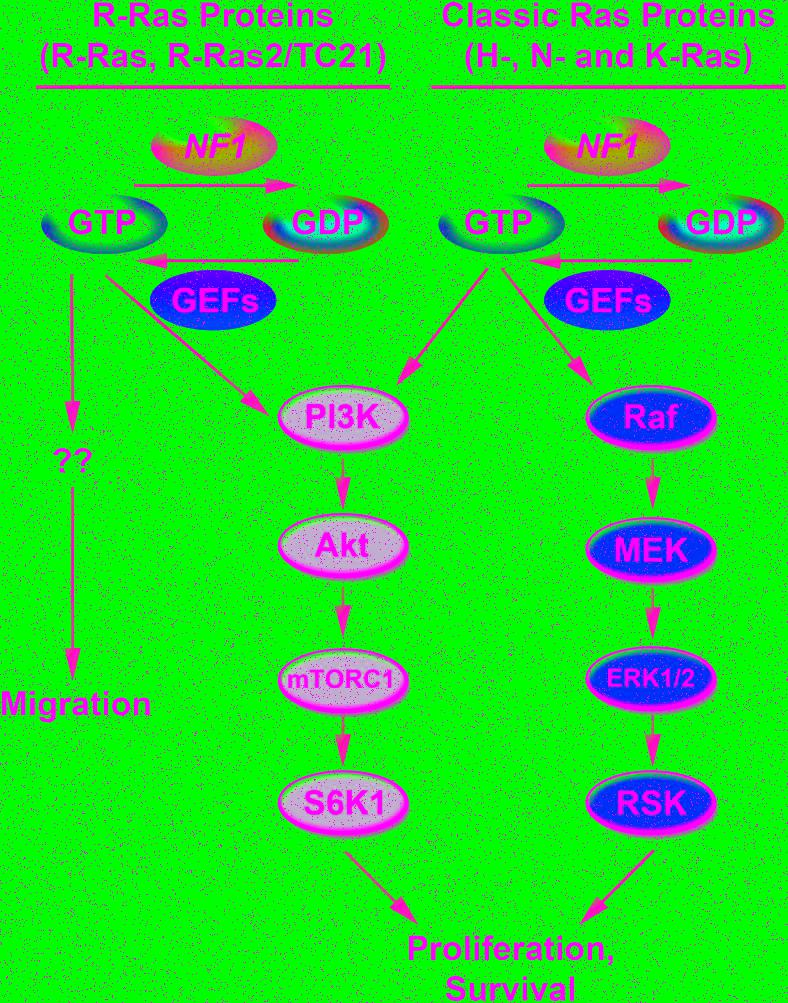 R-Ras Proteins
(R-Ras, R-Ras2/TC21)
Classic Ras Proteins
(H-, N- and K-Ras)
NF1
NF1
GTP
GDP
GTP
GDP
GEFs
GEFs
PI3K
Raf
??
Akt
MEK
mTORC1
ERK1/2
Migration
S6K1
RSK
Proliferation,
Survival